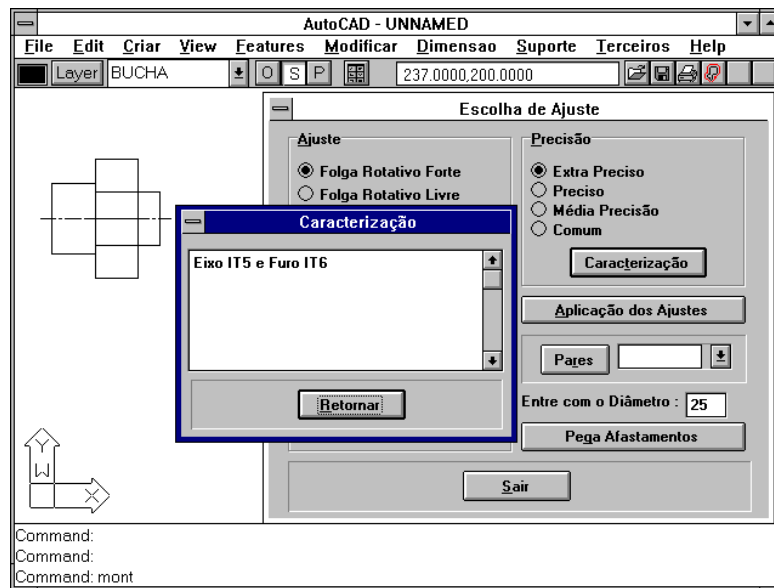 AutoCAD - UNNAMED
File Edit Criar View Features Modificar Dimensao Suporte Terceiros Help
Layer BUCHA O S P 237.0000,200.0000
Escolha de Ajuste
Ajuste
Folga Rotativo Forte
Folga Rotativo Livre
Precisão
Extra Preciso
Preciso
Média Precisão
Comum
Caracterização
Caracterização
Eixo IT5 e Furo IT6
Retornar
Aplicação dos Ajustes
Pares
Entre com o Diâmetro : 25
Pega Afastamentos
Sair
Y
W
X
Command:
Command:
Command: mont